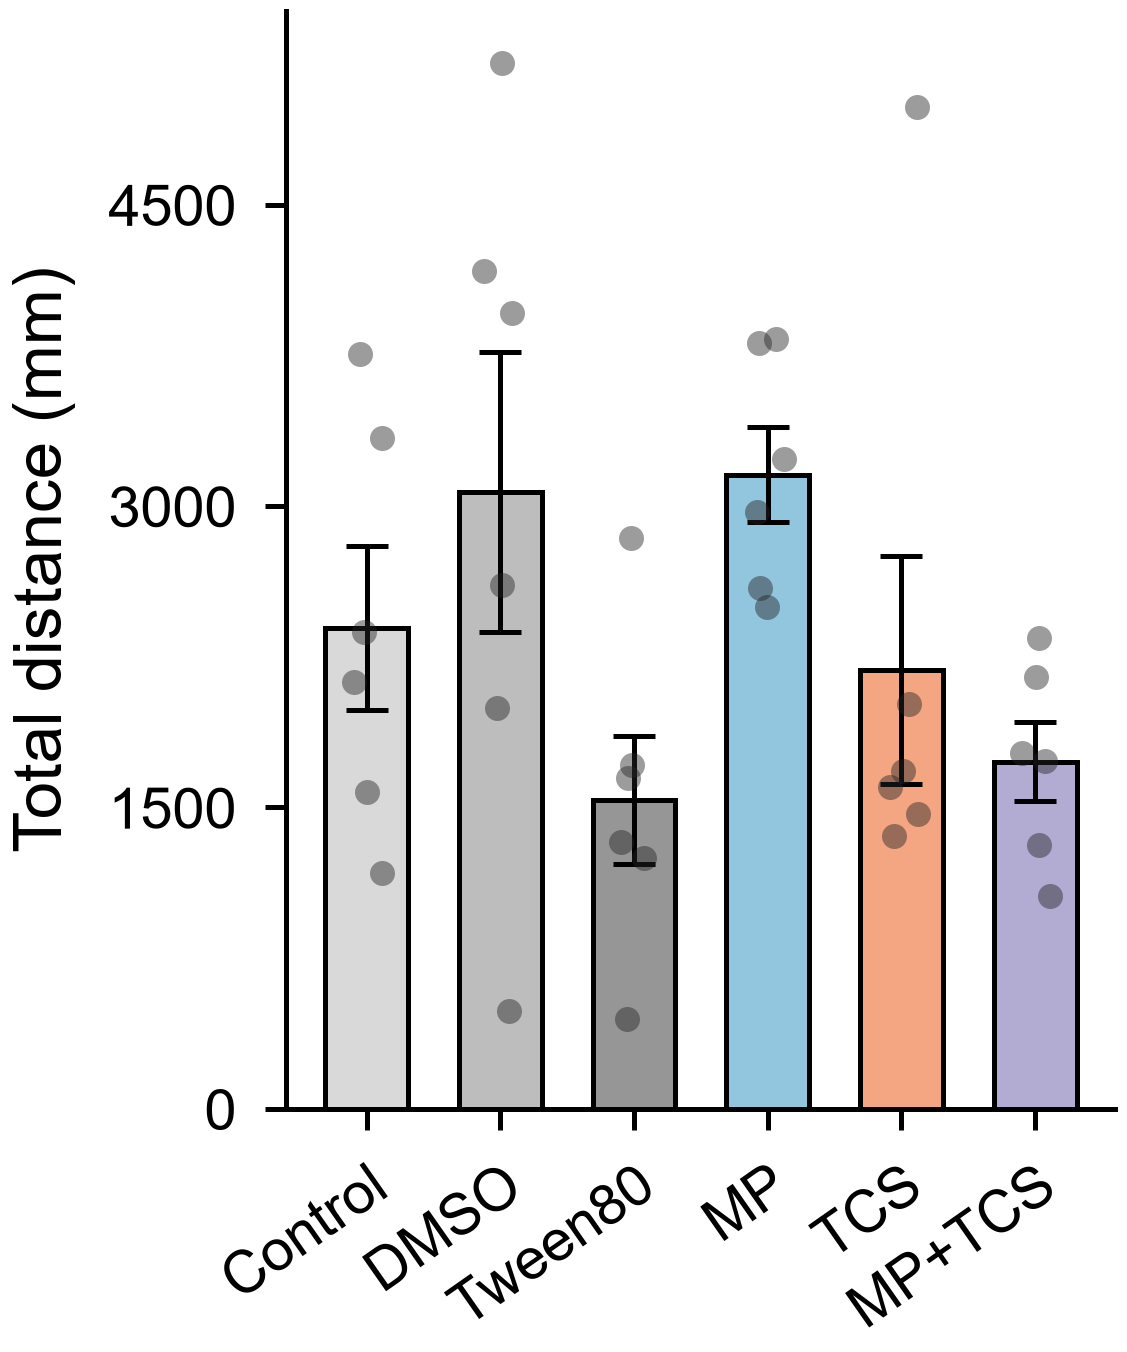 Total distance (mm)
4500
3000
1500
0
Control
DMSO
Tween80
MP
TCS
MP+TCS